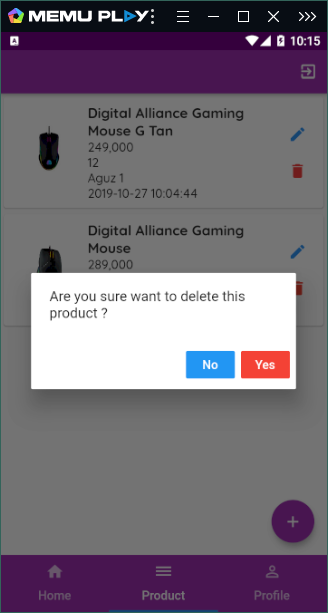 MEMU PLAY
A
10:15
Digital Alliance Gaming
Mouse G Tan
249,000
12
Aguz 1
2019-10-27 10:04:44
Digital Alliance Gaming
Mouse
289,000
Are you sure want to delete this
product ?
No
Yes
+
Home
Product
Profile